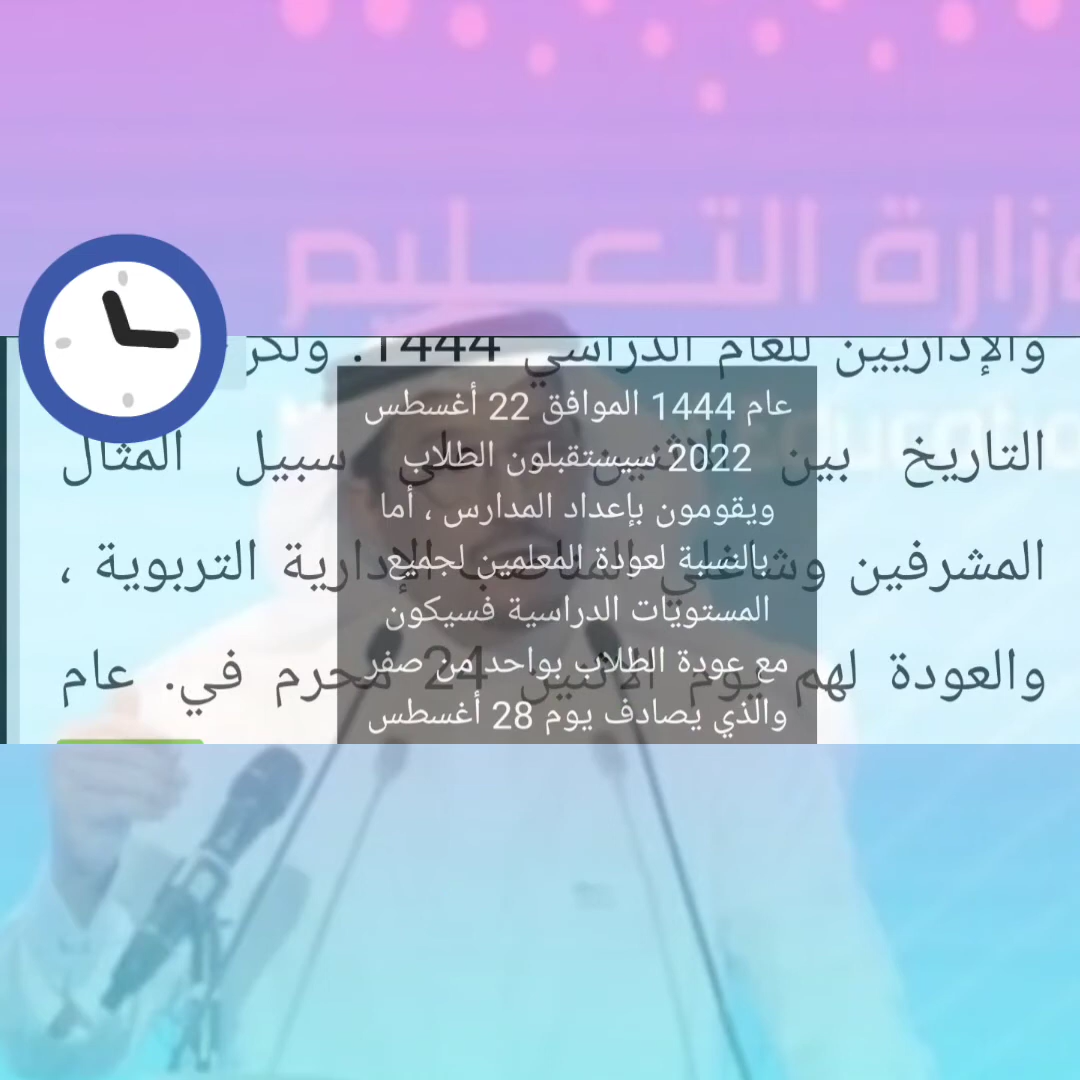 وزارة التعـليم
والإداريين للعام الدراسي 1444. ولكن
التاريخ بين الاثنين على سبيل المثال
المشرفين وشاغلي المناصب الإدارية التربوية ،
والعودة لهم يوم الاثنين 24 محرم في. عام
عام 1444 الموافق 22 أغسطس
2022 سيستقبلون الطلاب
ويقومون بإعداد المدارس ، أما
بالنسبة لعودة المعلمين لجميع
المستويات الدراسية فسيكون
مع عودة الطلاب بواحد من صفر
والذي يصادف يوم 28 أغسطس